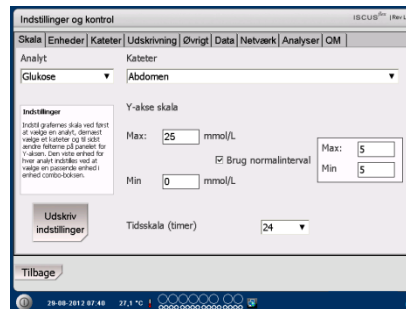 Indstillinger og kontrol
ISCUS
Skala Enheder Kateter Udskrivning Øvrigt Data Netværk Analyser QM
Analyt Kateter
Glukose Abdomen
Indstillinger
Indstil grafernes skala ved først
at vælge en analyt, dernæst
vælge et kateter og til sidst
ændre felterne på panelet for
Y-aksen. Den viste enhed for
hver analyt indstilles ved at
vælge en passende enhed i
enhed combo-boksen.
Y-akse skala
Max: 25 mmol/L
Brug normalinterval
Min 0 mmol/L
Max: 5
Min 5
Udskriv
indstillinger
Tidsskala (timer) 24
Tilbage
29-08-2012 07:40 27,1 °C